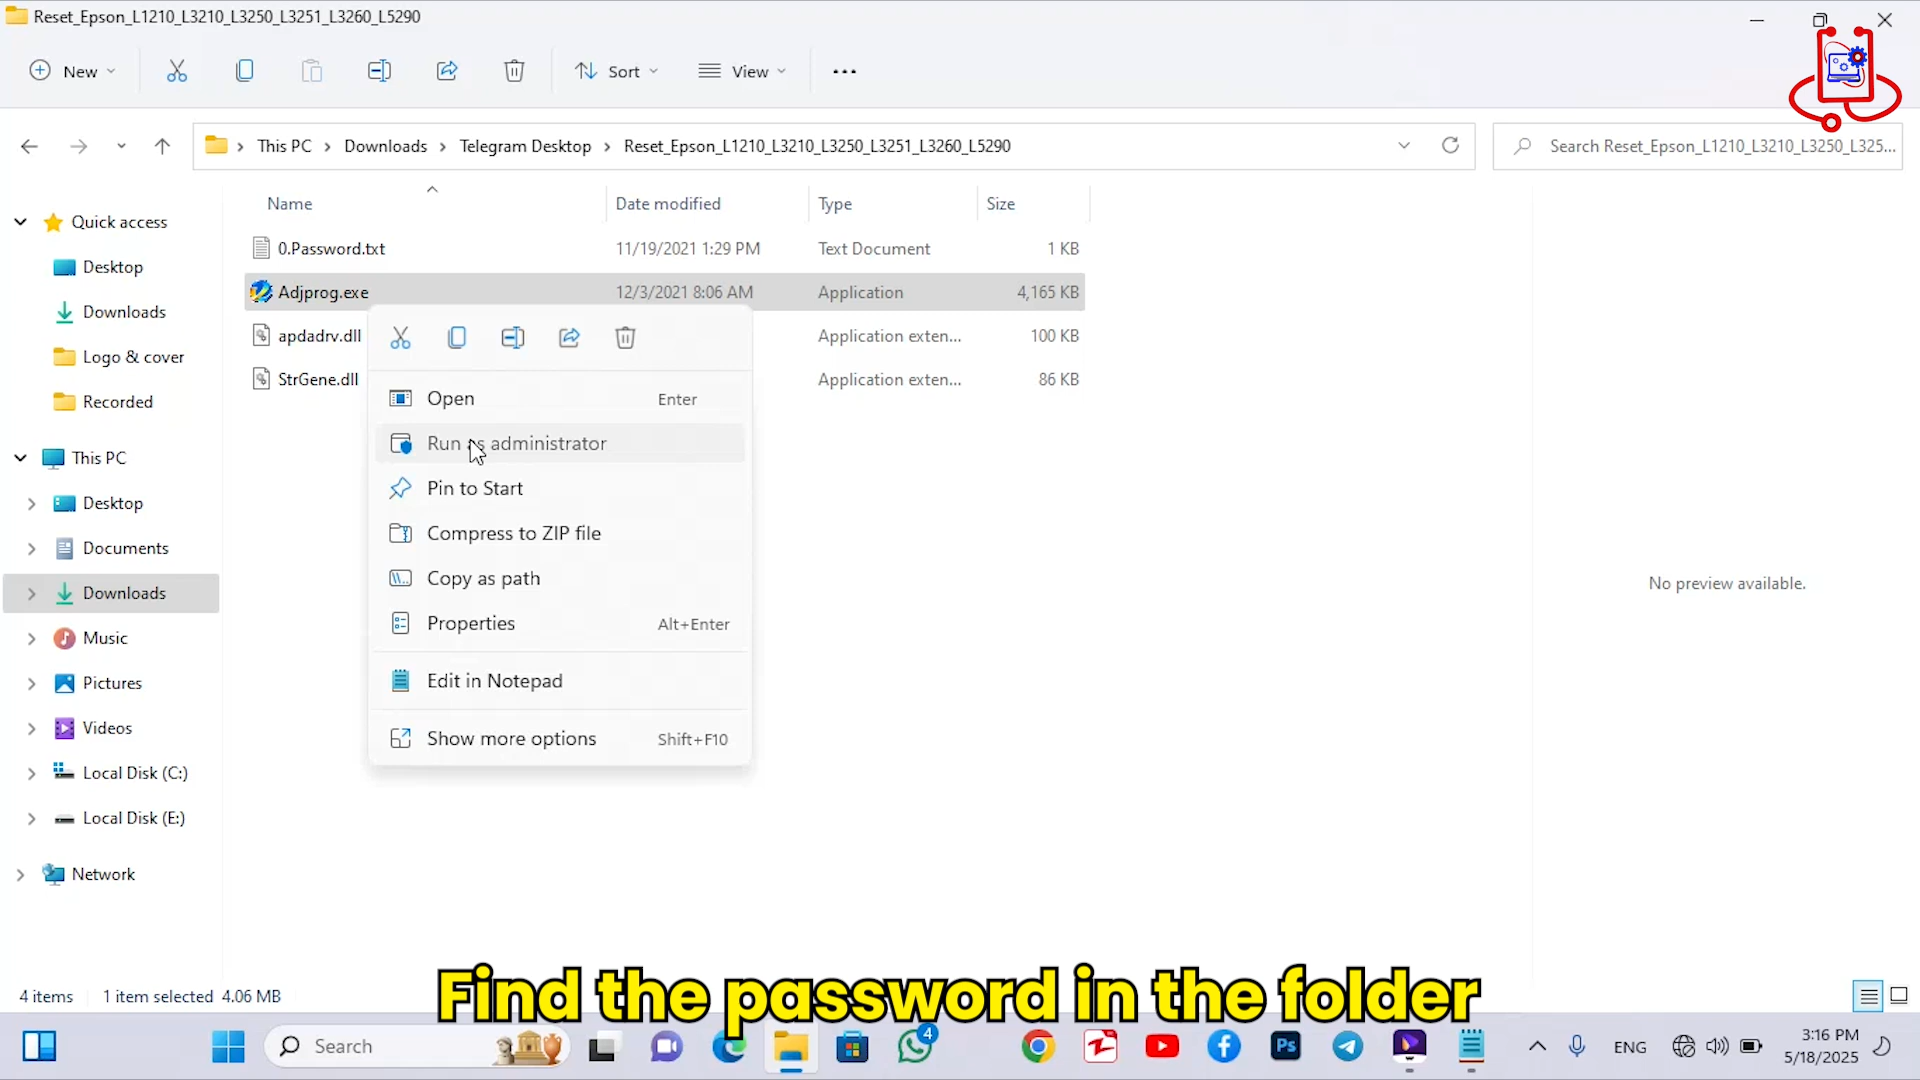 Reset_Epson_L1210_L3210_L3250_L3251_L3260_L5290
New
Sort
View
This PC
Downloads
Telegram Desktop
Reset_Epson_L1210_L3210_L3250_L3251_L3260_L5290
Search Reset_Epson_L1210_L3210_L3250_L325...
Name
Date modified
Type
Size
0.Password.txt
11/19/2021 1:29 PM
Text Document
1 KB
Adjprog.exe
12/3/2021 8:06 AM
Application
4,165 KB
apdadrv.dll
Application exten...
100 KB
StrGene.dll
Application exten...
86 KB
Quick access
Desktop
Downloads
Logo & cover
Recorded
This PC
Desktop
Documents
Downloads
Music
Pictures
Videos
Local Disk (C:)
Local Disk (E:)
Network
Open
Enter
Run as administrator
Pin to Start
Compress to ZIP file
Copy as path
Properties
Alt+Enter
Edit in Notepad
Show more options
Shift+F10
No preview available.
4 items
1 item selected
4.06 MB
Find the password in the folder
Search
4
Ps
ENG
3:16 PM
5/18/2025